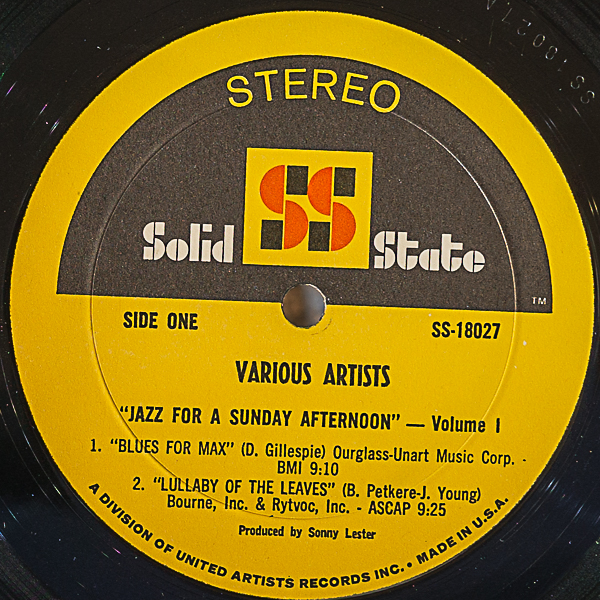 STEREO
SS
Solid State
TM
SIDE ONE
SS-18027
VARIOUS ARTISTS
"JAZZ FOR A SUNDAY AFTERNOON" — Volume I
1. "BLUES FOR MAX" (D. Gillespie) Ourglass-Unart Music Corp. -
BMI 9:10
2. "LULLABY OF THE LEAVES" (B. Petkere-J. Young)
Bourne, Inc. & Rytvoc, Inc. - ASCAP 9:25
Produced by Sonny Lester
A DIVISION OF UNITED ARTISTS RECORDS INC. • MADE IN U.S.A.